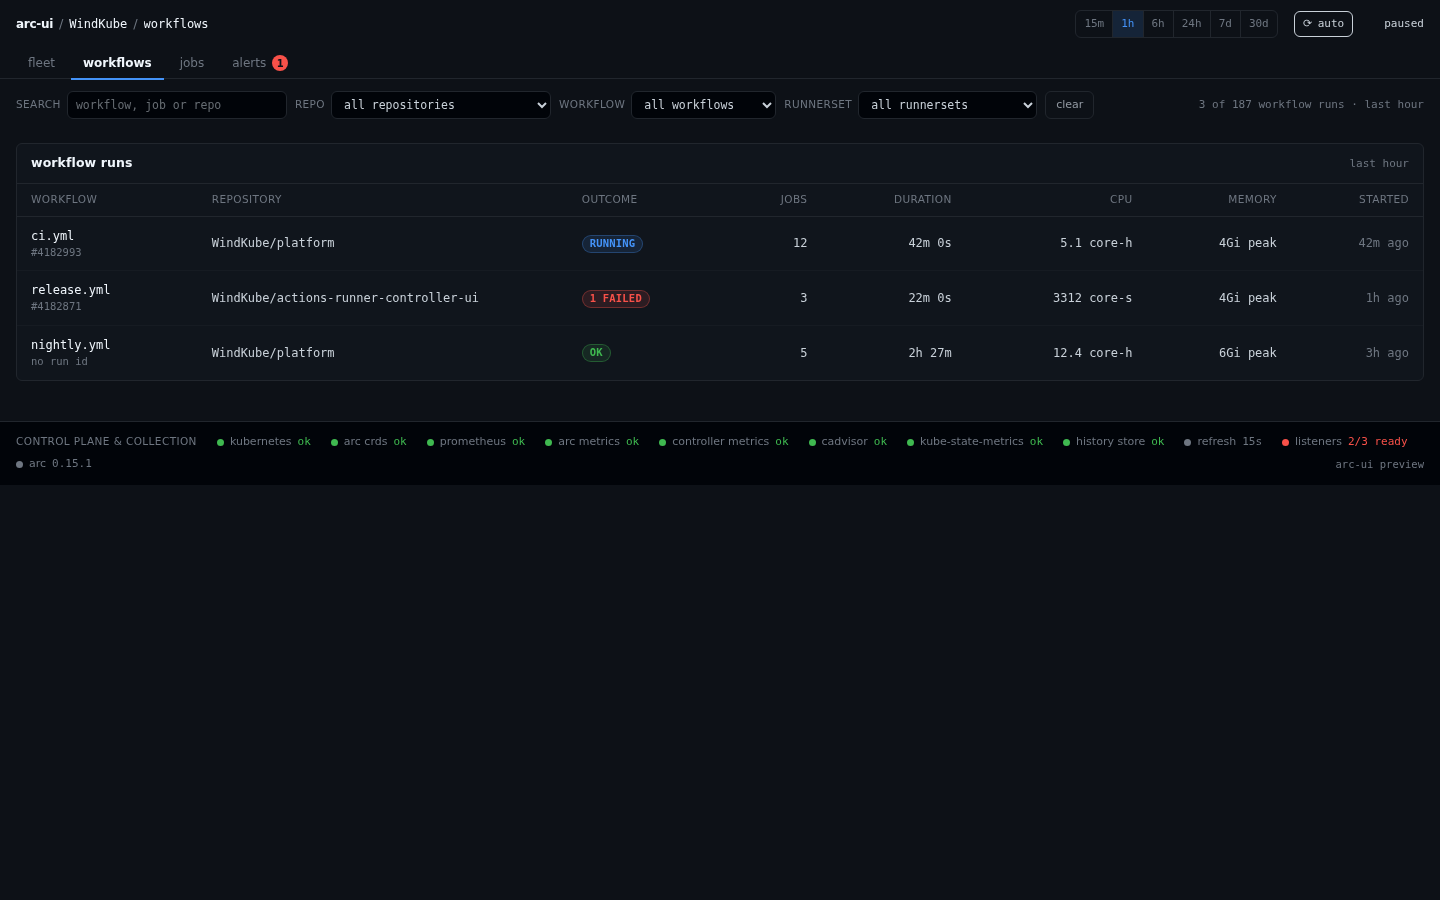 arc-ui / WindKube / workflows
15m 1h 6h 24h 7d 30d ⟳ auto paused
fleet workflows jobs alerts 1
SEARCH workflow, job or repo REPO all repositories WORKFLOW all workflows RUNNERSET all runnersets clear 3 of 187 workflow runs · last hour
workflow runs last hour
WORKFLOW REPOSITORY OUTCOME JOBS DURATION CPU MEMORY STARTED
ci.yml
#4182993
WindKube/platform RUNNING 12 42m 0s 5.1 core-h 4Gi peak 42m ago
release.yml
#4182871
WindKube/actions-runner-controller-ui 1 FAILED 3 22m 0s 3312 core-s 4Gi peak 1h ago
nightly.yml
no run id
WindKube/platform OK 5 2h 27m 12.4 core-h 6Gi peak 3h ago
CONTROL PLANE & COLLECTION kubernetes ok arc crds ok prometheus ok arc metrics ok controller metrics ok cadvisor ok kube-state-metrics ok history store ok refresh 15s listeners 2/3 ready
arc 0.15.1 arc-ui preview